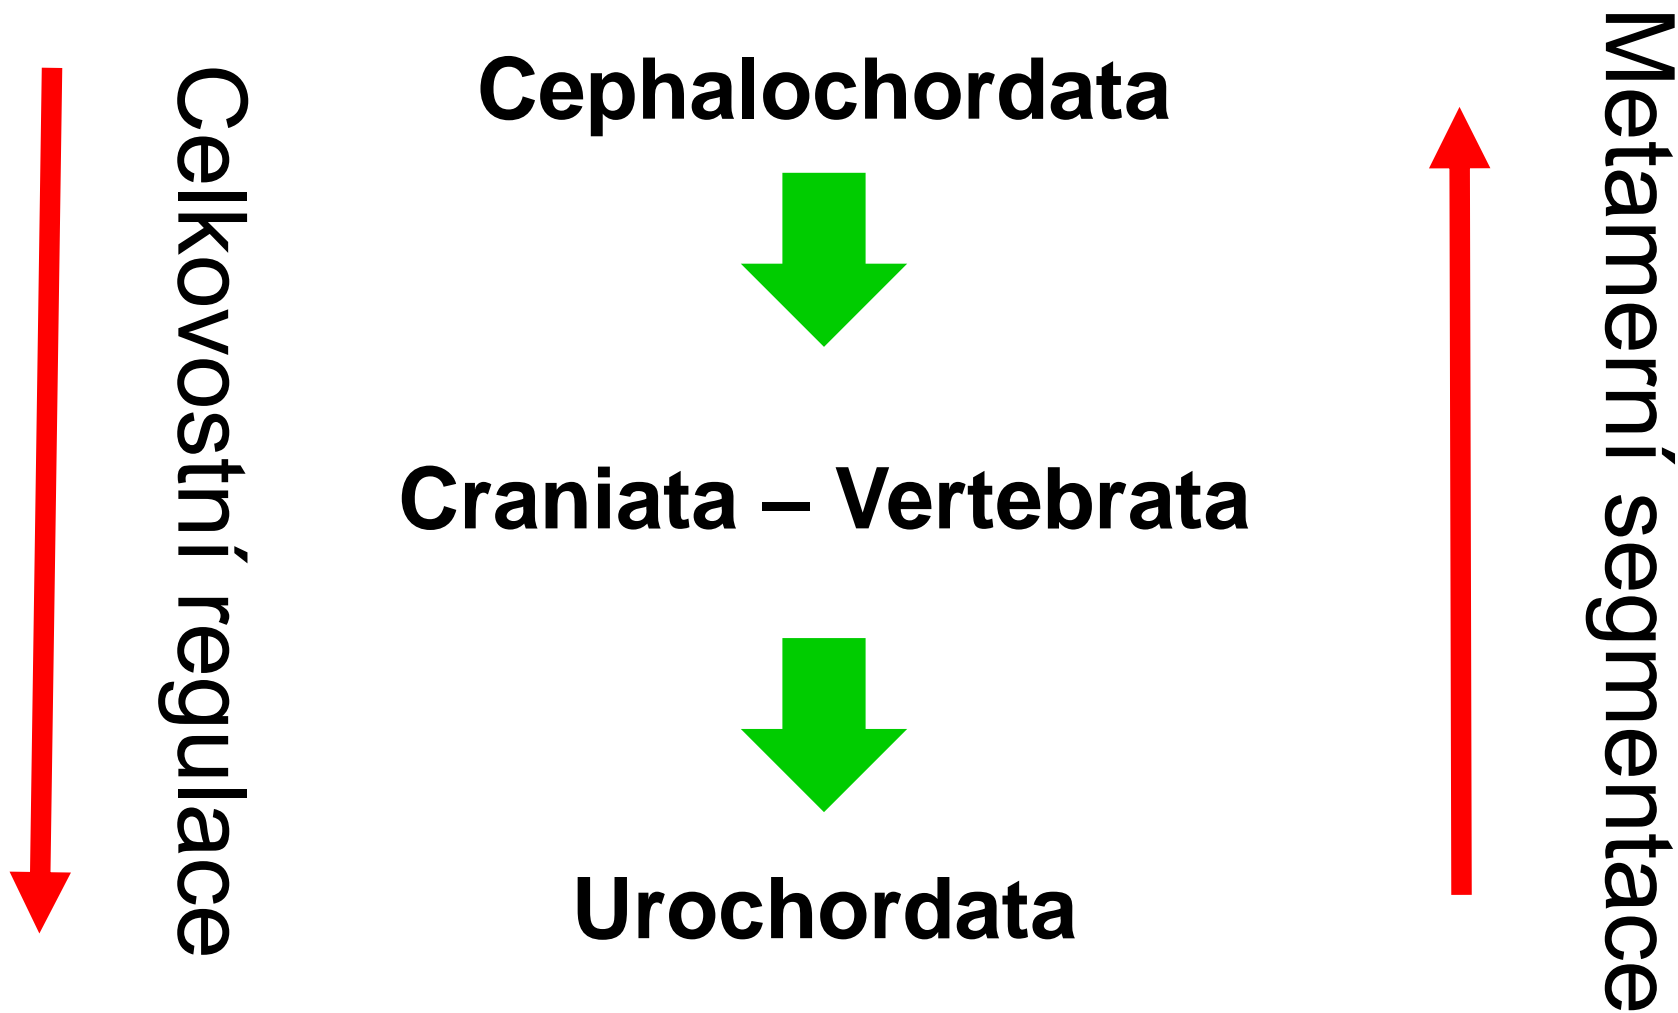 Celkovostní regulace
Cephalochordata
Craniata – Vertebrata
Urochordata
Metamerní segmentace